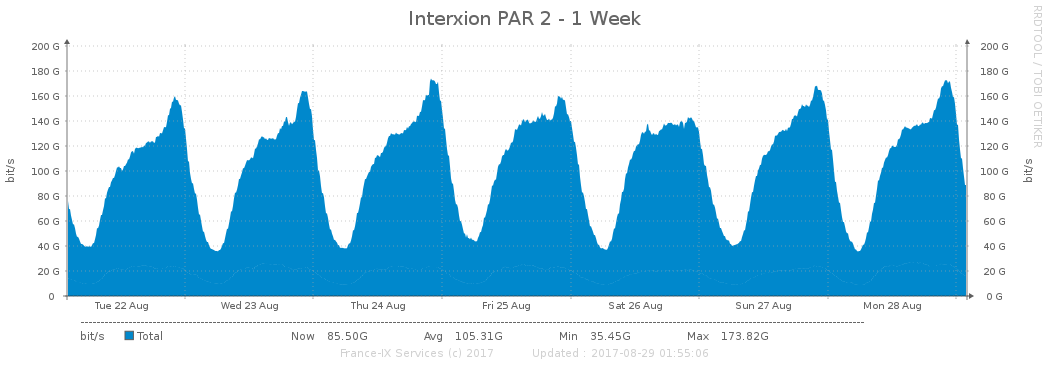 Interxion PAR 2 - 1 Week
RRDTOOL / TOBI OETIKER
bit/s
bit/s
200 G 200 G
180 G 180 G
160 G 160 G
140 G 140 G
120 G 120 G
100 G 100 G
80 G 80 G
60 G 60 G
40 G 40 G
20 G 20 G
0 0 G
Tue 22 Aug Wed 23 Aug Thu 24 Aug Fri 25 Aug Sat 26 Aug Sun 27 Aug Mon 28 Aug
bit/s Total Now 85.50G Avg 105.31G Min 35.45G Max 173.82G
France-IX Services (c) 2017 Updated : 2017-08-29 01:55:06